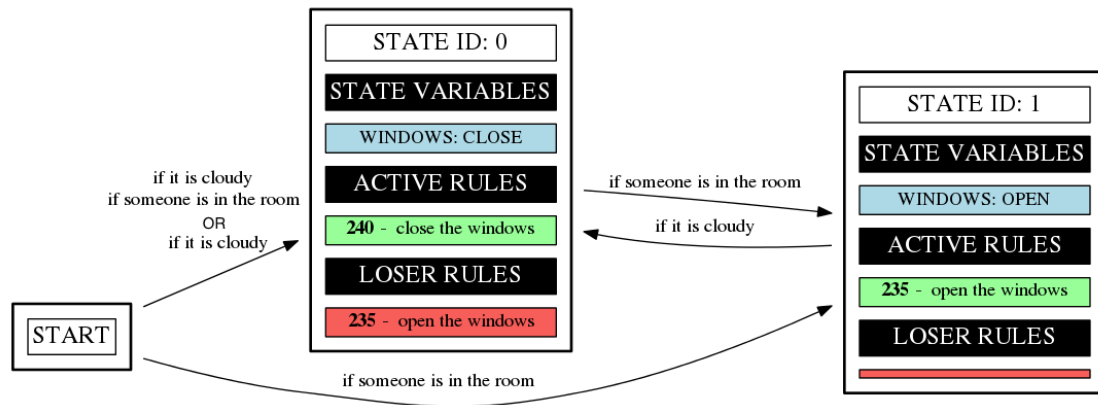 START
if it is cloudy
if someone is in the room
OR
if it is cloudy
if someone is in the room
STATE ID: 0
STATE VARIABLES
WINDOWS: CLOSE
ACTIVE RULES
240 - close the windows
LOSER RULES
235 - open the windows
if someone is in the room
if it is cloudy
STATE ID: 1
STATE VARIABLES
WINDOWS: OPEN
ACTIVE RULES
235 - open the windows
LOSER RULES